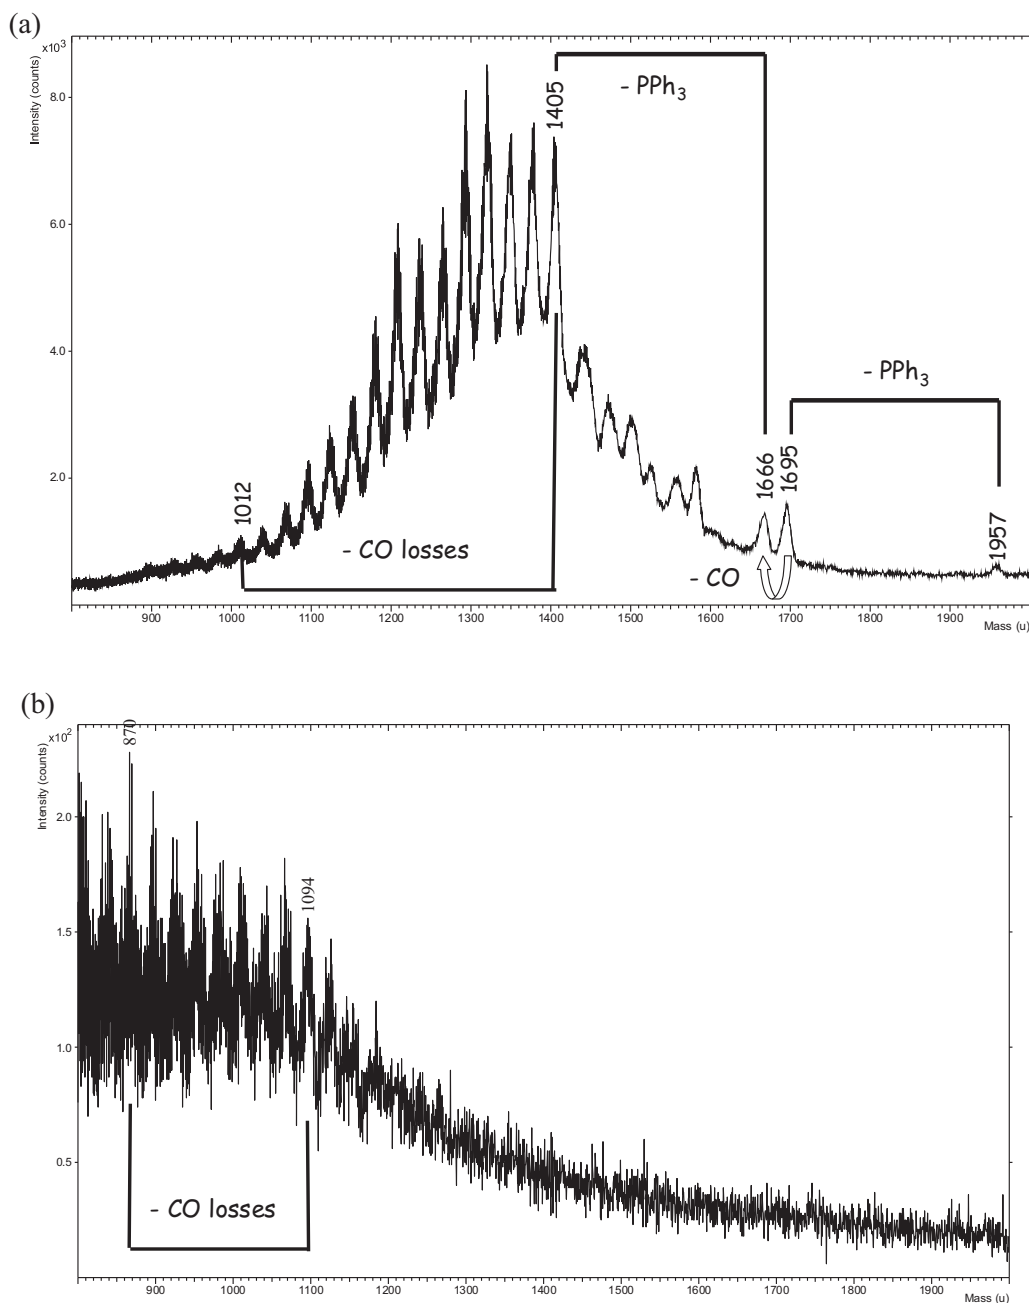 (a)
x10³
Intensity (counts)
8.0
6.0
4.0
2.0
- PPh₃
1405
- PPh₃
1666
1695
1957
1012
- CO losses
- CO
900 1000 1100 1200 1300 1400 1500 1600 1700 1800 1900
Mass (u)
(b)
x10²
Intensity (counts)
870
2.0
1.5
1.0
0.5
1094
- CO losses
900 1000 1100 1200 1300 1400 1500 1600 1700 1800 1900
Mass (u)